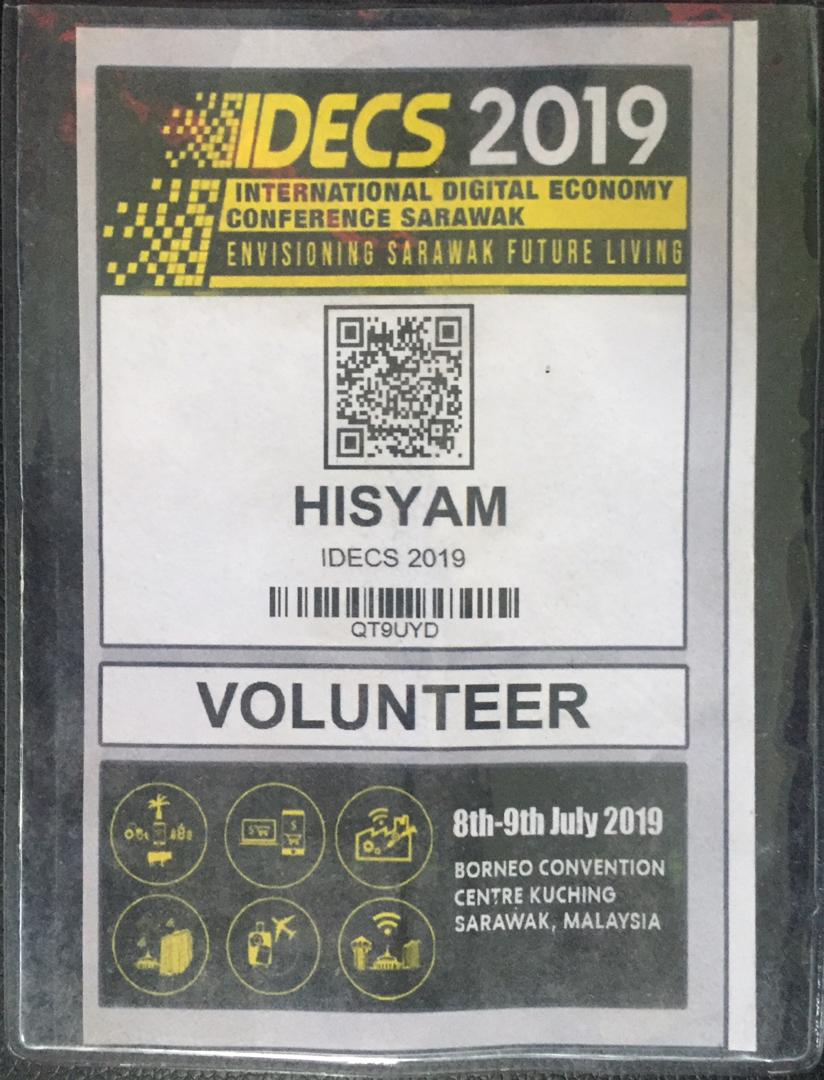 IDECS 2019
INTERNATIONAL DIGITAL ECONOMY
CONFERENCE SARAWAK
ENVISIONING SARAWAK FUTURE LIVING
HISYAM
IDECS 2019
QT9UYD
VOLUNTEER
8th-9th July 2019
BORNEO CONVENTION
CENTRE KUCHING
SARAWAK, MALAYSIA